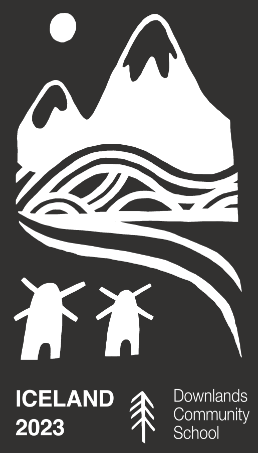 ICELAND
2023
Downlands
Community
School